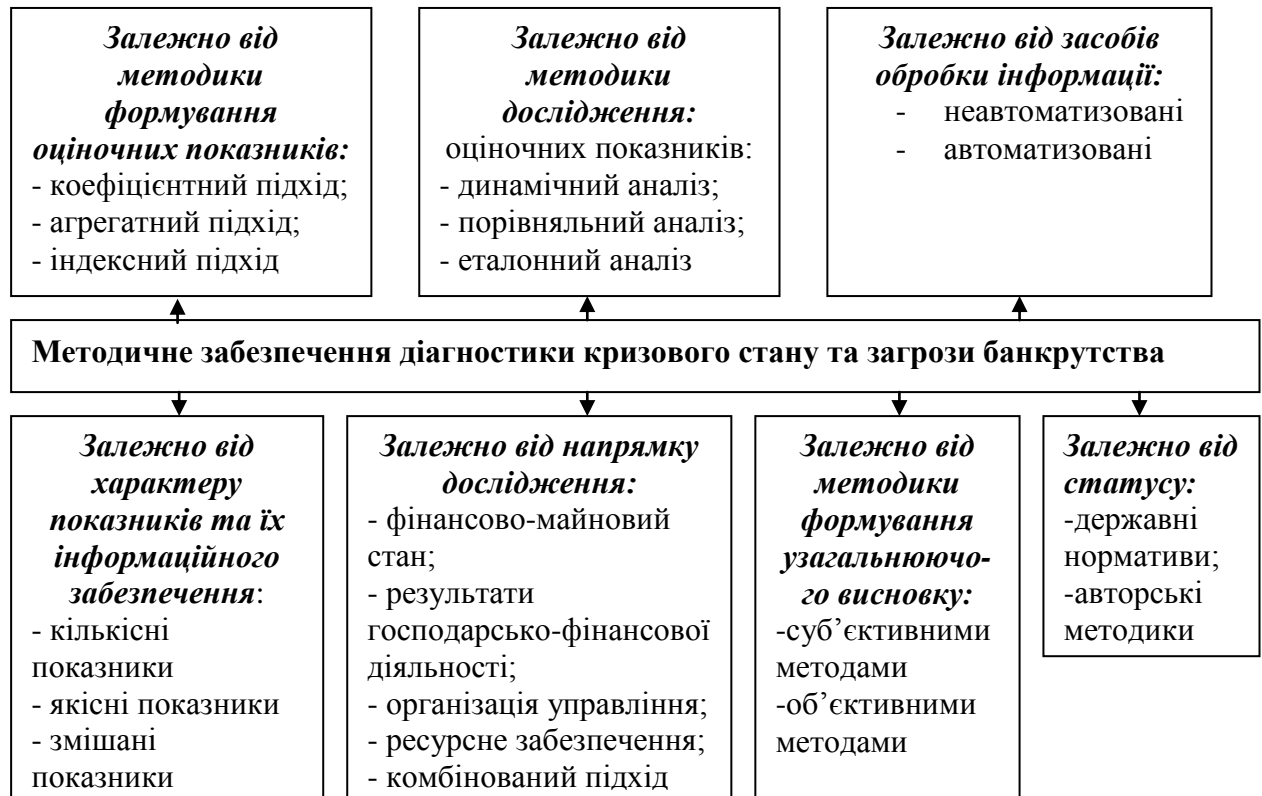 Залежно від
методики
формування
оціночних показників:
- коефіцієнтний підхід;
- агрегатний підхід;
- індексний підхід
Залежно від
методики
дослідження:
оціночних показників:
- динамічний аналіз;
- порівняльний аналіз;
- еталонний аналіз
Залежно від засобів
обробки інформації:
- неавтоматизовані
- автоматизовані
Методичне забезпечення діагностики кризового стану та загрози банкрутства
Залежно від
характеру
показників та їх
інформаційного
забезпечення:
- кількісні
показники
- якісні показники
- змішані
показники
Залежно від напрямку
дослідження:
- фінансово-майновий
стан;
- результати
господарсько-фінансової
діяльності;
- організація управління;
- ресурсне забезпечення;
- комбінований підхід
Залежно від
методики
формування
узагальнюючо-
го висновку:
-суб’єктивними
методами
-об’єктивними
методами
Залежно від
статусу:
-державні
нормативи;
-авторські
методики